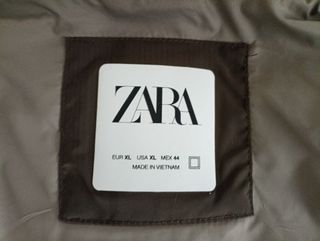 ZARA
EUR XL USA XL MEX 44
MADE IN VIETNAM